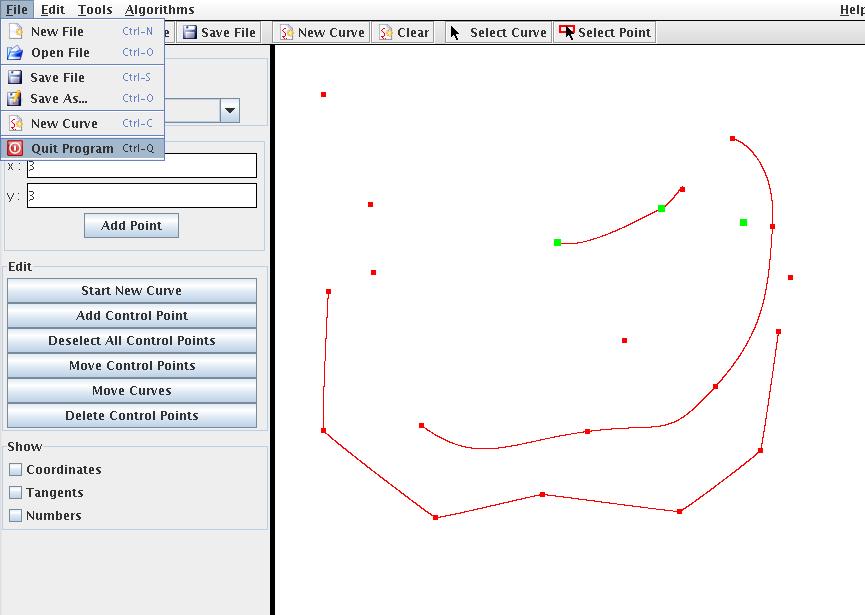 File Edit Tools Algorithms Help
New File Ctrl-N
Open File Ctrl-O
Save File Ctrl-S
Save As... Ctrl-O
New Curve Ctrl-C
Quit Program Ctrl-Q
Save File New Curve Clear Select Curve Select Point
x: 3
y: 3
Add Point
Edit
Start New Curve
Add Control Point
Deselect All Control Points
Move Control Points
Move Curves
Delete Control Points
Show
Coordinates
Tangents
Numbers